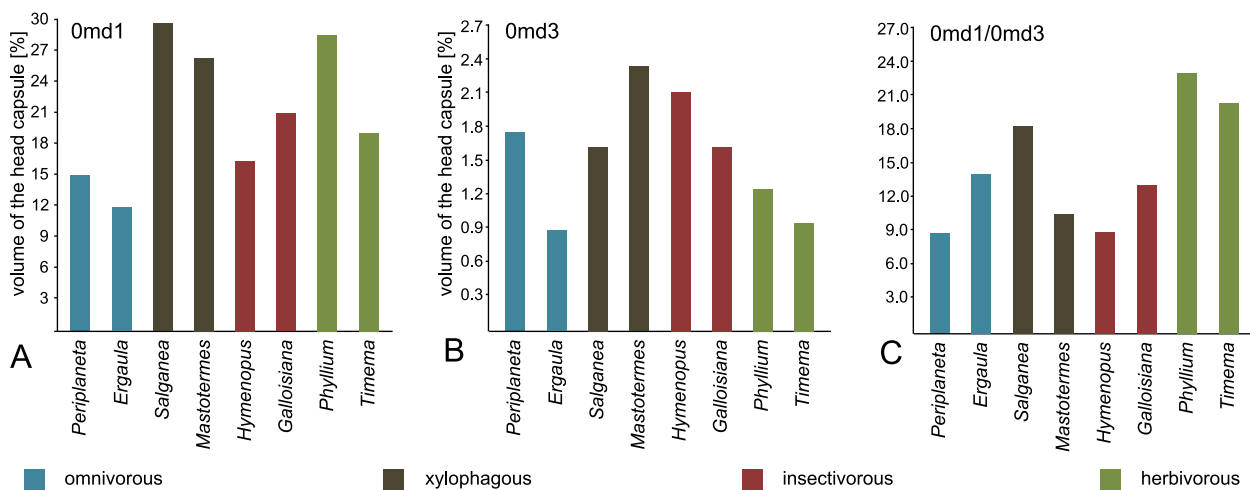 0md1
volume of the head capsule [%]
30
27
24
21
18
15
12
9
6
3
Periplaneta
Ergaula
Salganea
Mastotermes
Hymenopus
Galloisiana
Phyllium
Timema
A
0md3
volume of the head capsule [%]
2.7
2.4
2.1
1.8
1.5
1.2
0.9
0.6
0.3
Periplaneta
Ergaula
Salganea
Mastotermes
Hymenopus
Galloisiana
Phyllium
Timema
B
0md1/0md3
27.0
24.0
21.0
18.0
15.0
12.0
9.0
6.0
3.0
Periplaneta
Ergaula
Salganea
Mastotermes
Hymenopus
Galloisiana
Phyllium
Timema
C
omnivorous
xylophagous
insectivorous
herbivorous